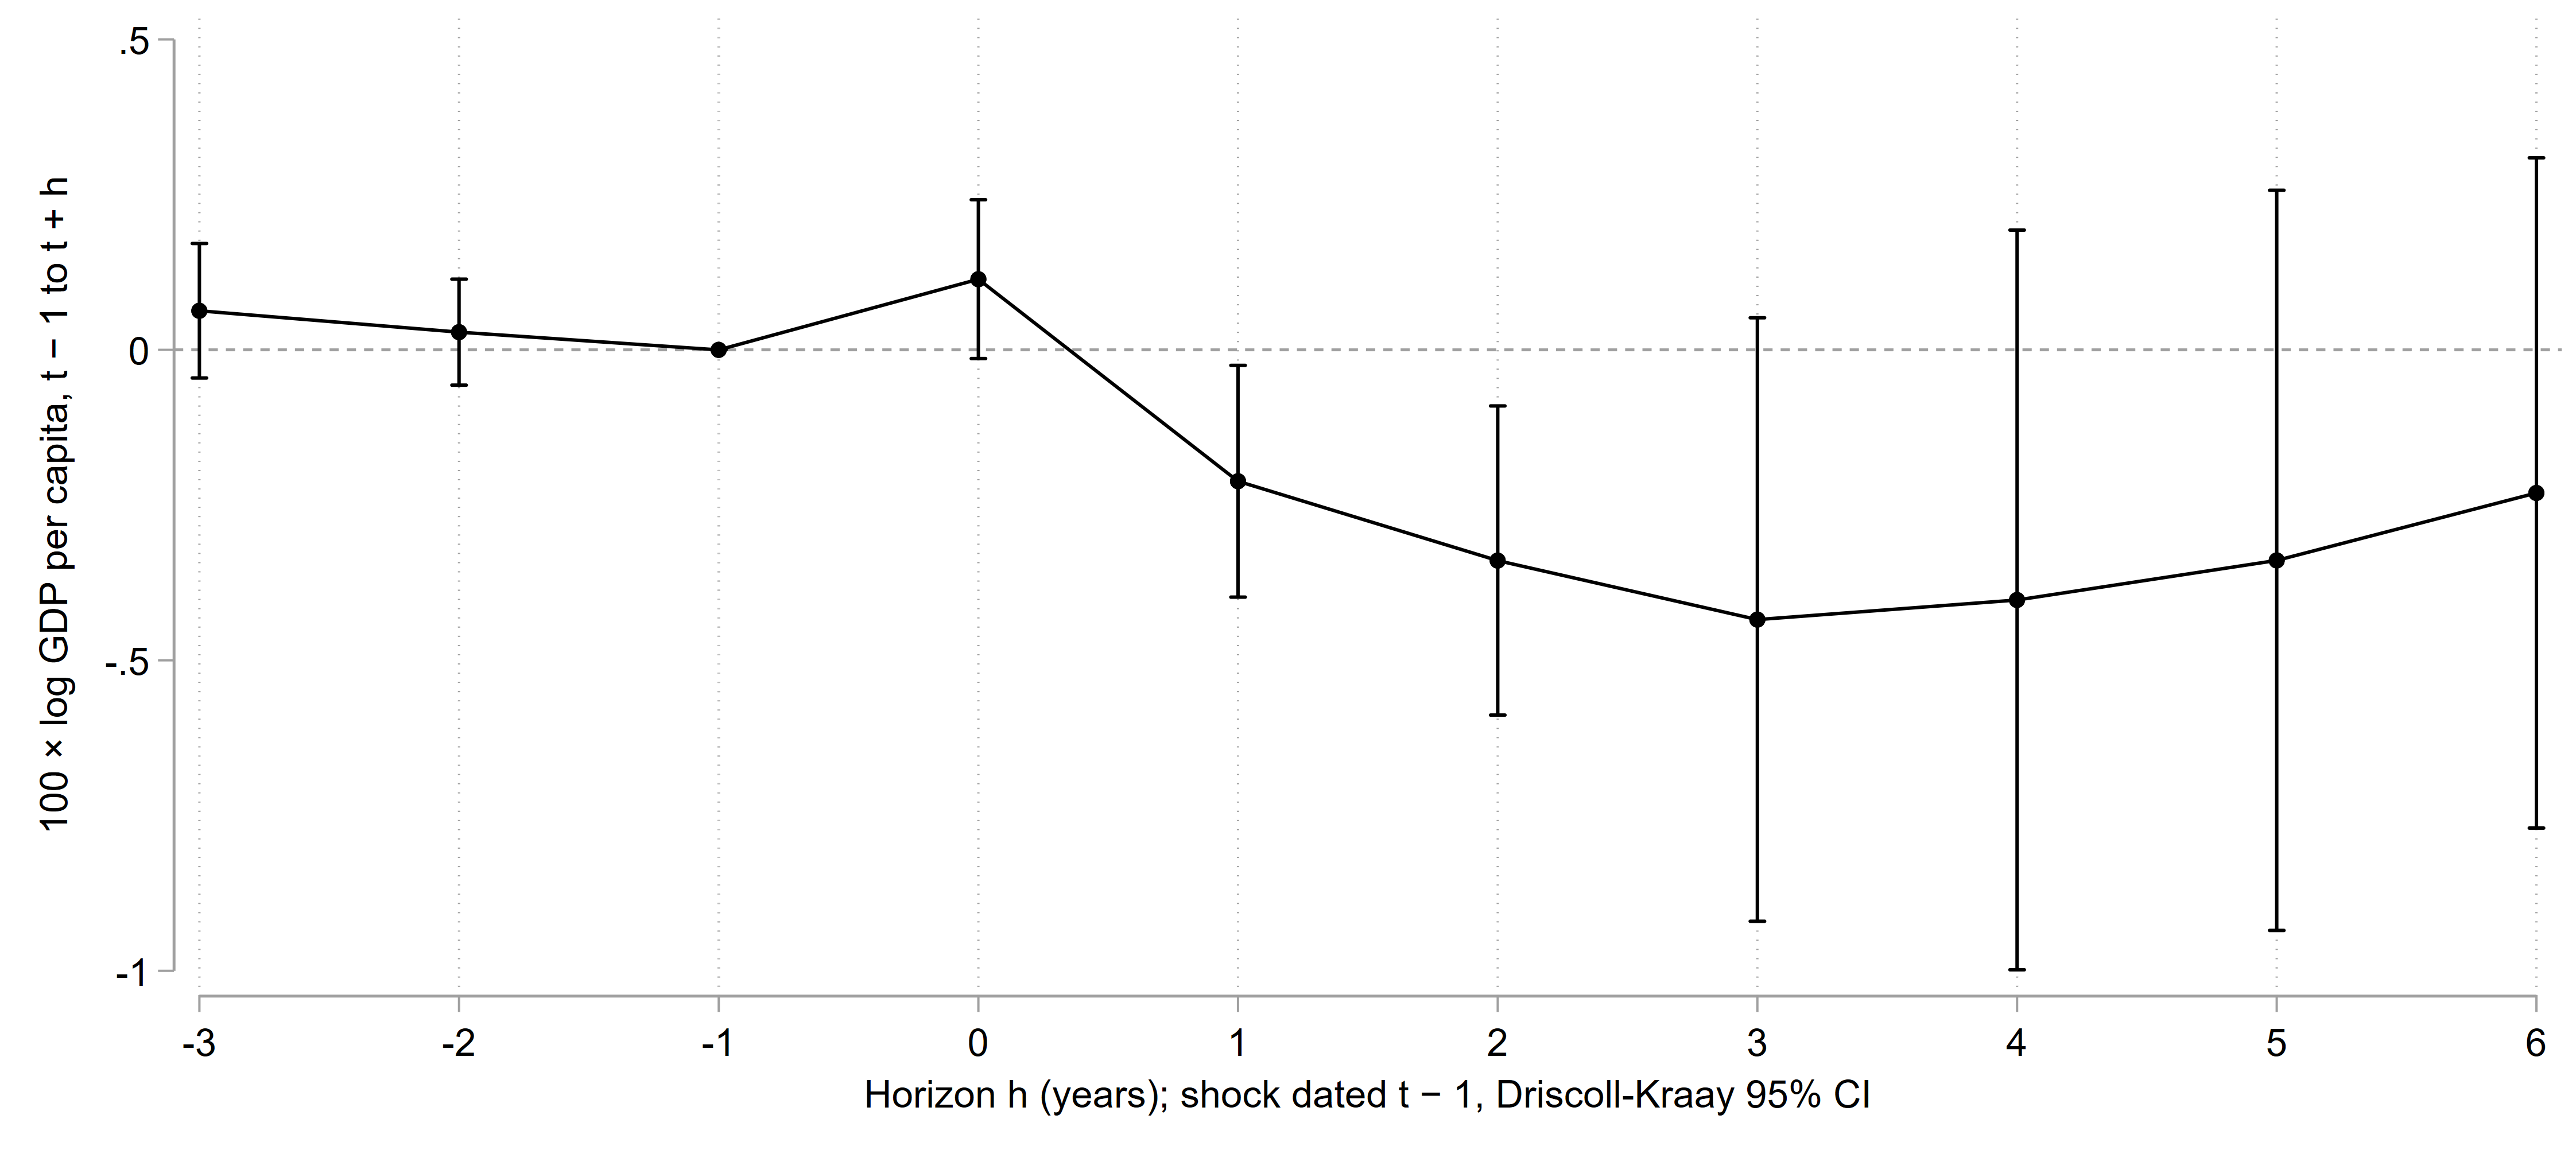 100 × log GDP per capita, t − 1 to t + h
.5
0
-.5
-1
-3 -2 -1 0 1 2 3 4 5 6
Horizon h (years); shock dated t − 1, Driscoll-Kraay 95% CI